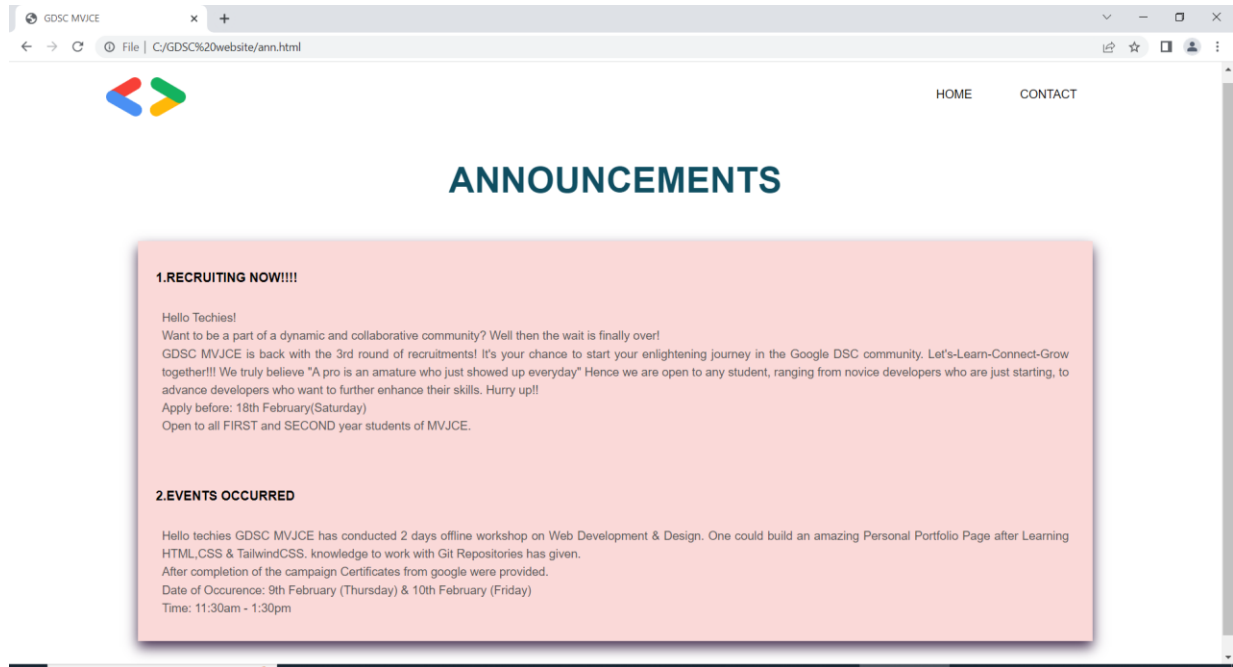 GDSC MVJCE
File | C:/GDSC%20website/ann.html
HOME CONTACT
ANNOUNCEMENTS
1.RECRUITING NOW!!!!
Hello Techies!
Want to be a part of a dynamic and collaborative community? Well then the wait is finally over!
GDSC MVJCE is back with the 3rd round of recruitments! It's your chance to start your enlightening journey in the Google DSC community. Let's-Learn-Connect-Grow
together!!! We truly believe "A pro is an amature who just showed up everyday" Hence we are open to any student, ranging from novice developers who are just starting, to
advance developers who want to further enhance their skills. Hurry up!!
Apply before: 18th February(Saturday)
Open to all FIRST and SECOND year students of MVJCE.
2.EVENTS OCCURRED
Hello techies GDSC MVJCE has conducted 2 days offline workshop on Web Development & Design. One could build an amazing Personal Portfolio Page after Learning
HTML,CSS & TailwindCSS. knowledge to work with Git Repositories has given.
After completion of the campaign Certificates from google were provided.
Date of Occurence: 9th February (Thursday) & 10th February (Friday)
Time: 11:30am - 1:30pm